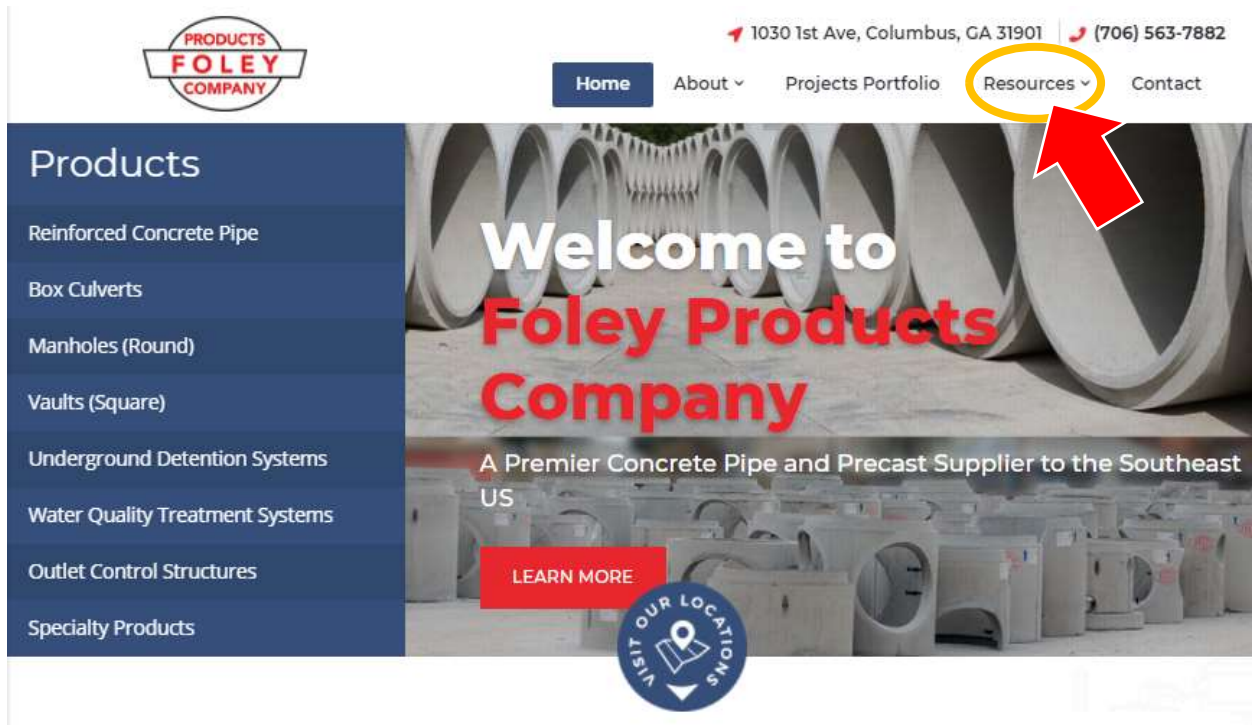 PRODUCTS
FOLEY
COMPANY
1030 1st Ave, Columbus, GA 31901
(706) 563-7882
Home
About
Projects Portfolio
Resources
Contact
Products
Reinforced Concrete Pipe
Box Culverts
Manholes (Round)
Vaults (Square)
Underground Detention Systems
Water Quality Treatment Systems
Outlet Control Structures
Specialty Products
Welcome to
Foley Products
Company
A Premier Concrete Pipe and Precast Supplier to the Southeast
US
LEARN MORE
VISIT OUR LOCATIONS